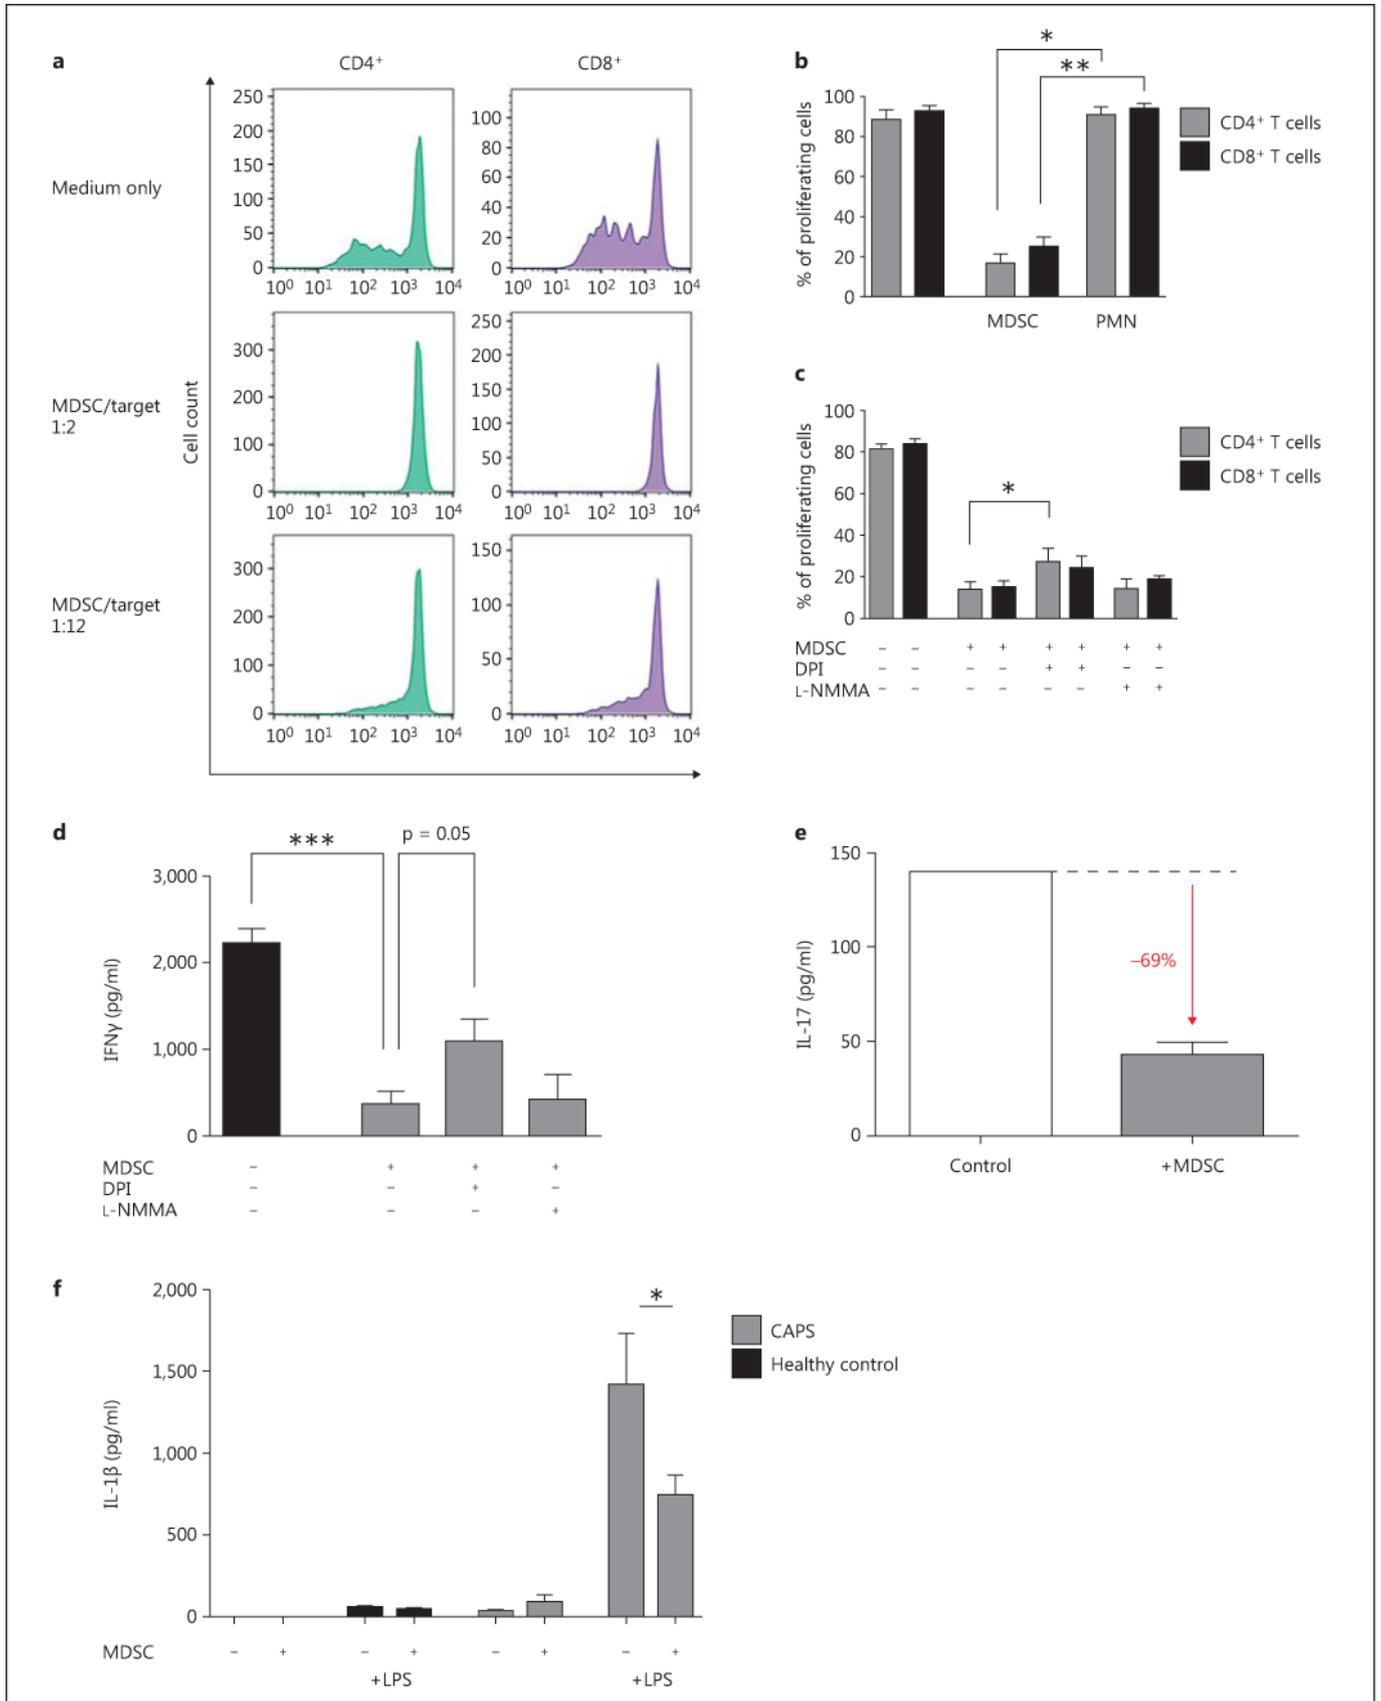 a
CD4+ CD8+
Medium only
250
200
150
100
50
0
10⁰ 10¹ 10² 10³ 10⁴
100
80
60
40
20
0
10⁰ 10¹ 10² 10³ 10⁴
MDSC/target
1:2
Cell count
300
200
100
0
10⁰ 10¹ 10² 10³ 10⁴
250
200
150
100
50
0
10⁰ 10¹ 10² 10³ 10⁴
MDSC/target
1:12
300
200
100
0
10⁰ 10¹ 10² 10³ 10⁴
150
100
50
0
10⁰ 10¹ 10² 10³ 10⁴
b
*
**
% of proliferating cells
100
80
60
40
20
0
MDSC PMN
CD4+ T cells
CD8+ T cells
c
*
% of proliferating cells
100
80
60
40
20
0
CD4+ T cells
CD8+ T cells
MDSC – – + + + + + +
DPI – – – – + + – –
L-NMMA – – – – – – + +
d
*** p = 0.05
IFNγ (pg/ml)
3,000
2,000
1,000
0
MDSC – + + +
DPI – – + –
L-NMMA – – – +
e
IL-17 (pg/ml)
150
100
50
0
–69%
Control +MDSC
f
*
IL-1β (pg/ml)
2,000
1,500
1,000
500
0
CAPS
Healthy control
MDSC – + – + – + – +
+LPS +LPS